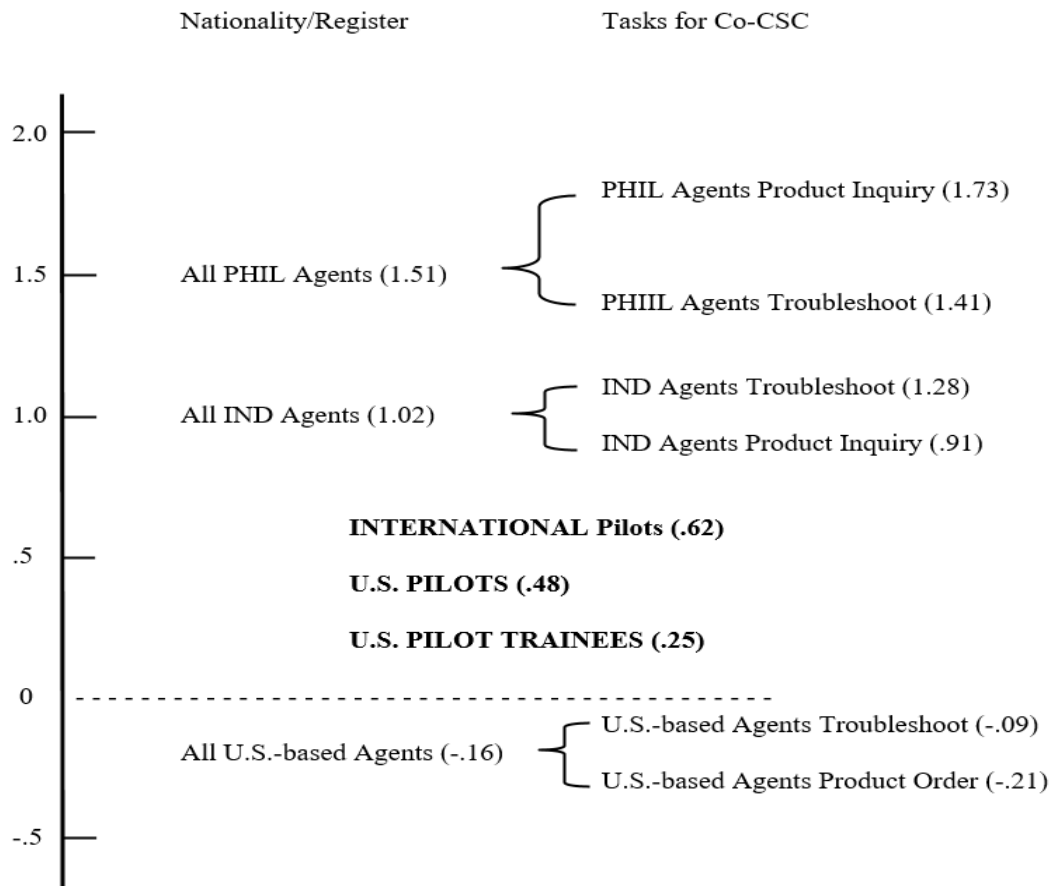 Nationality/Register Tasks for Co-CSC
2.0
PHIL Agents Product Inquiry (1.73)
1.5
All PHIL Agents (1.51)
PHIIL Agents Troubleshoot (1.41)
IND Agents Troubleshoot (1.28)
1.0
All IND Agents (1.02)
IND Agents Product Inquiry (.91)
INTERNATIONAL Pilots (.62)
.5
U.S. PILOTS (.48)
U.S. PILOT TRAINEES (.25)
0
U.S.-based Agents Troubleshoot (-.09)
All U.S.-based Agents (-.16)
U.S.-based Agents Product Order (-.21)
-.5